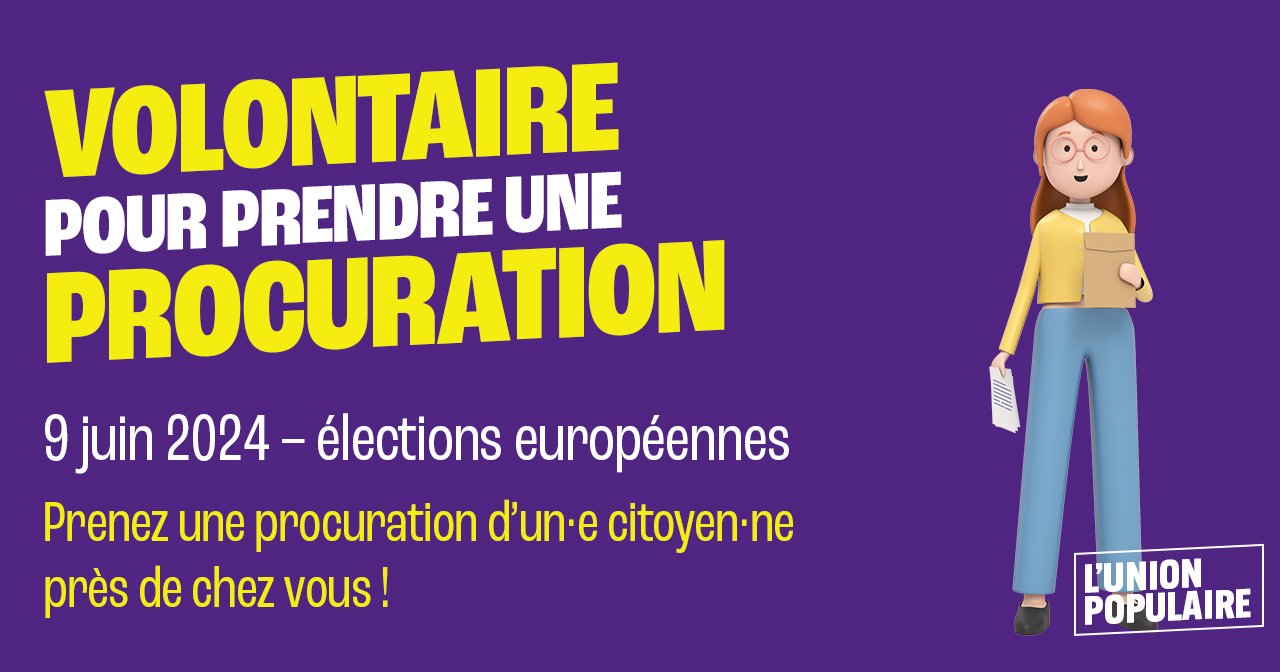 VOLONTAIRE
POUR PRENDRE UNE
PROCURATION
9 juin 2024 – élections européennes
Prenez une procuration d’un·e citoyen·ne
près de chez vous !
L’UNION
POPULAIRE